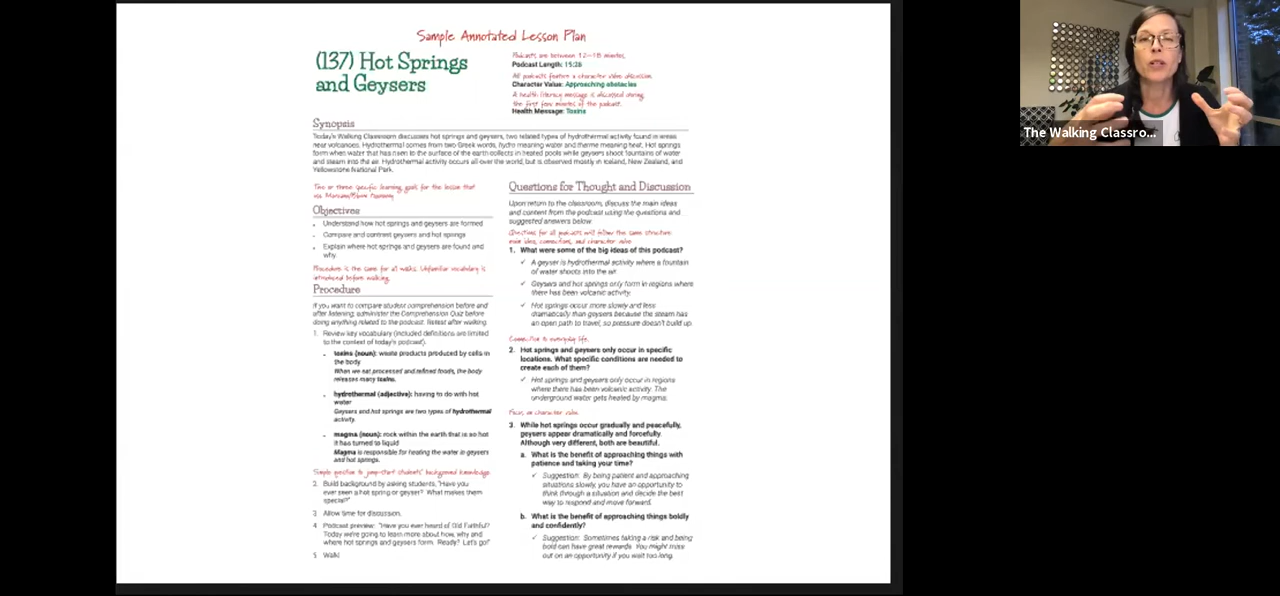 Sample Annotated Lesson Plan
(137) Hot Springs
and Geysers
Podcasts are between 12-18 minutes.
Podcast Length: 15:26
All podcasts feature a character value discussion.
Character Value: Approaching obstacles
A health literacy message is discussed during
the first few minutes of the podcast.
Health Message: Toxins
Synopsis
Today's Walking Classroom discusses hot springs and geysers, two related types of hydrothermal activity found in areas
near volcanoes. Hydrothermal comes from two Greek words, hydro meaning water and therme meaning heat. Hot springs
form when water that has risen to the surface of the earth collects in heated pools while geysers shoot fountains of water
and steam into the air. Hydrothermal activity occurs all over the world, but is observed mostly in Iceland, New Zealand, and
Yellowstone National Park.
Two or three specific learning goals for the lesson that
use Taxonomy
Objectives
Understand how hot springs and geysers are formed
Compare and contrast geysers and hot springs
Explain where hot springs and geysers are found and
why.
Procedure is the same for all walks. Unfamiliar vocabulary is
introduced before walking.
Procedure
If you want to compare student comprehension before and
after listening, administer the Comprehension Quiz before
doing anything related to the podcast. Retest after walking.
1. Review key vocabulary (included definitions are limited
to the context of today's podcast).
toxins (noun): waste products produced by cells in
the body
When we eat processed and refined foods, the body
releases many toxins.
hydrothermal (adjective): having to do with hot
water
Geysers and hot springs are two types of hydrothermal
activity.
magma (noun): rock within the earth that is so hot
it has turned to liquid
Magma is responsible for heating the water in geysers
and hot springs.
Simple question to jump-start students' background knowledge.
2. Build background by asking students, "Have you
ever seen a hot spring or geyser? What makes them
special?"
3. Allow time for discussion.
4. Podcast preview: "Have you ever heard of Old Faithful?
Today we're going to learn more about how, why and
where hot springs and geysers form. Ready? Let's go!"
5. Walk!
Questions for Thought and Discussion
Upon return to the classroom, discuss the main ideas
and content from the podcast using the questions and
suggested answers below.
Questions for all podcasts will follow the same structure:
main idea, connections, and character value.
1. What were some of the big ideas of this podcast?
✓ A geyser is hydrothermal activity where a fountain
of water shoots into the air.
✓ Geysers and hot springs only form in regions where
there has been volcanic activity.
✓ Hot springs occur more slowly and less
dramatically than geysers because the steam has
an open path to travel, so pressure doesn't build up.
Connection to everyday life.
2. Hot springs and geysers only occur in specific
locations. What specific conditions are needed to
create each of them?
✓ Hot springs and geysers only occur in regions
where there has been volcanic activity. The
underground water gets heated by magma.
Focus on character value.
3. While hot springs occur gradually and peacefully,
geysers appear dramatically and forcefully.
Although very different, both are beautiful.
a. What is the benefit of approaching things with
patience and taking your time?
✓ Suggestion: By being patient and approaching
situations slowly, you have an opportunity to
think through a situation and decide the best
way to respond and move forward.
b. What is the benefit of approaching things boldly
and confidently?
✓ Suggestion: Sometimes taking a risk and being
bold can have great rewards. You might miss
out on an opportunity if you wait too long.
The Walking Classro...